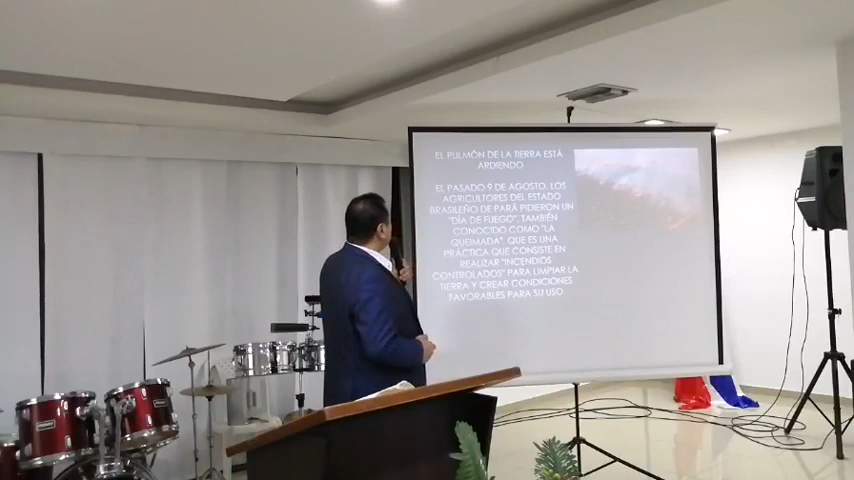 EL PULMÓN DE LA TIERRA ESTÁ
ARDIENDO
EL PASADO 9 DE AGOSTO, LOS
AGRICULTORES DEL ESTADO
BRASILEÑO DE PARÁ PIDIERON UN
"DÍA DE FUEGO", TAMBIÉN
CONOCIDO COMO "LA
QUEIMADA" QUE ES UNA
PRÁCTICA QUE CONSISTE EN
REALIZAR "INCENDIOS
CONTROLADOS" PARA LIMPIAR LA
TIERRA Y CREAR CONDICIONES
FAVORABLES PARA SU USO